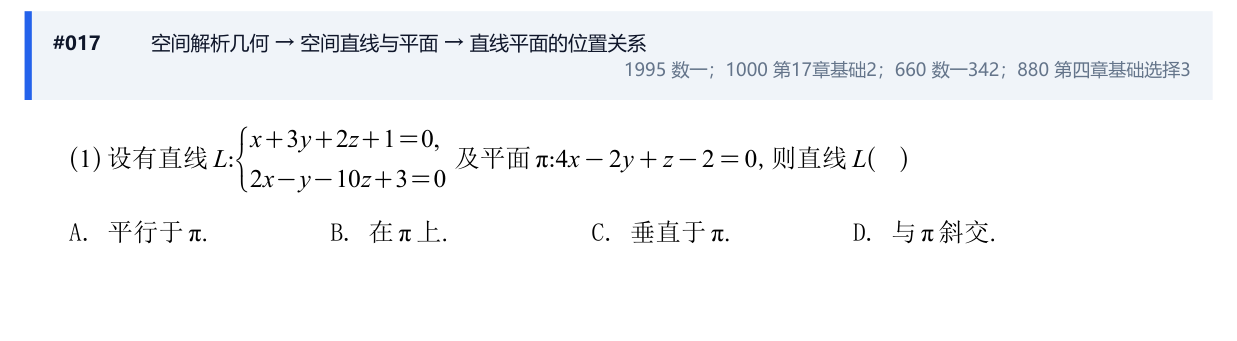 #017 空间解析几何 → 空间直线与平面 → 直线平面的位置关系
1995 数一；1000 第17章基础2；660 数一342；880 第四章基础选择3
(1) 设有直线 L:{x+3y+2z+1=0, 2x−y−10z+3=0 及平面 π:4x−2y+z−2=0, 则直线 L( )
A. 平行于 π. B. 在 π 上. C. 垂直于 π. D. 与 π 斜交.